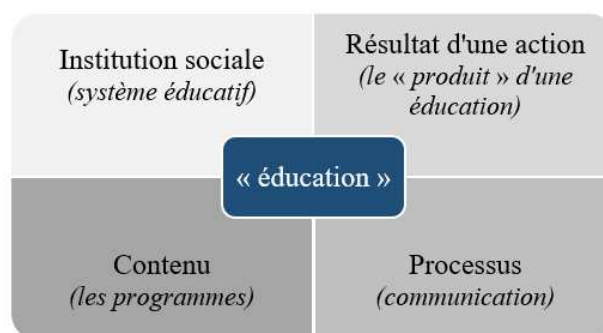 Institution sociale
(système éducatif)
Résultat d'une action
(le « produit » d'une
éducation)
« éducation »
Contenu
(les programmes)
Processus
(communication)